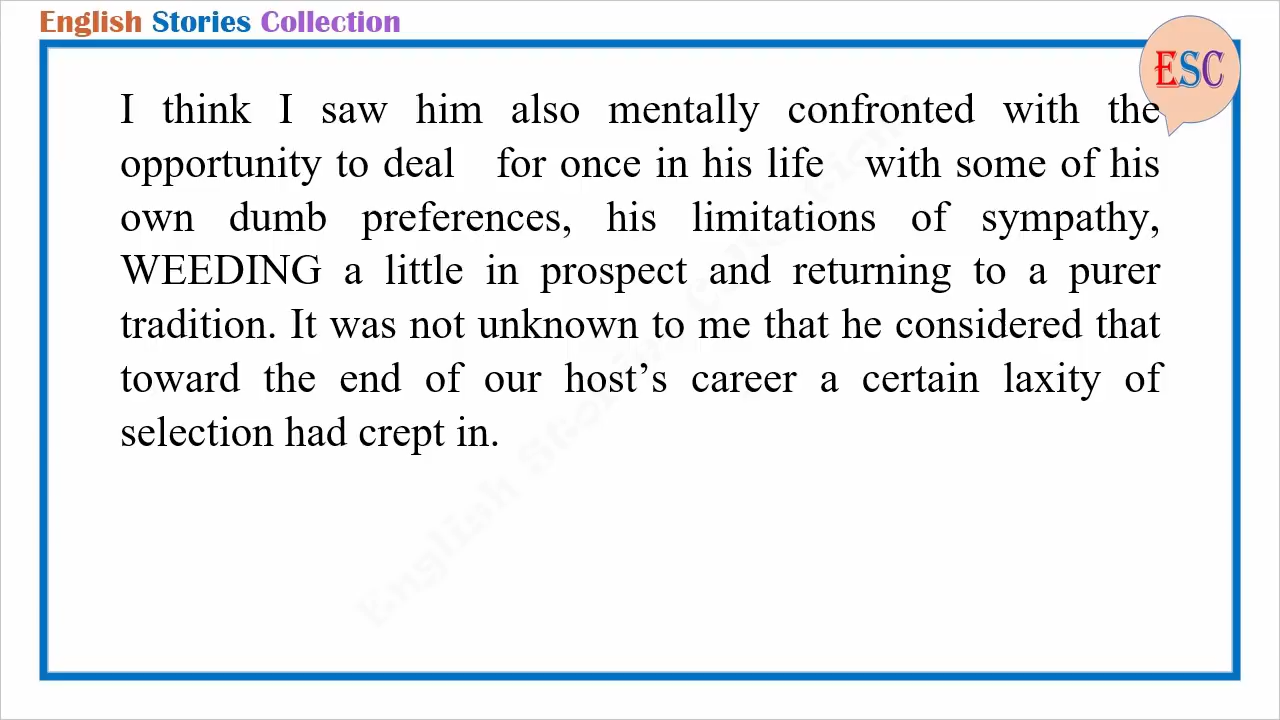 English Stories Collection
ESC
I think I saw him also mentally confronted with the
opportunity to deal for once in his life with some of his
own dumb preferences, his limitations of sympathy,
WEEDING a little in prospect and returning to a purer
tradition. It was not unknown to me that he considered that
toward the end of our host’s career a certain laxity of
selection had crept in.
English Stories Collection